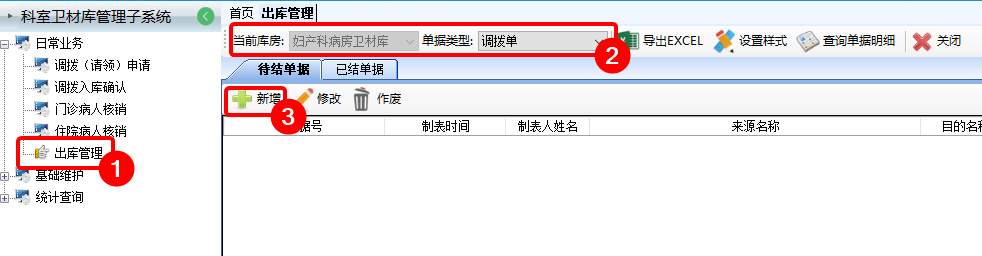 科室卫材库管理子系统
日常业务
调拨（请领）申请
调拨入库确认
门诊病人核销
住院病人核销
出库管理
1
基础维护
统计查询
首页 出库管理
当前库房: 妇产科病房卫材库 单据类型: 调拨单 2 导出EXCEL 设置样式 查询单据明细 关闭
待结单据 已结单据
新增 3 修改 作废
据号 制表时间 制表人姓名 来源名称 目的名称